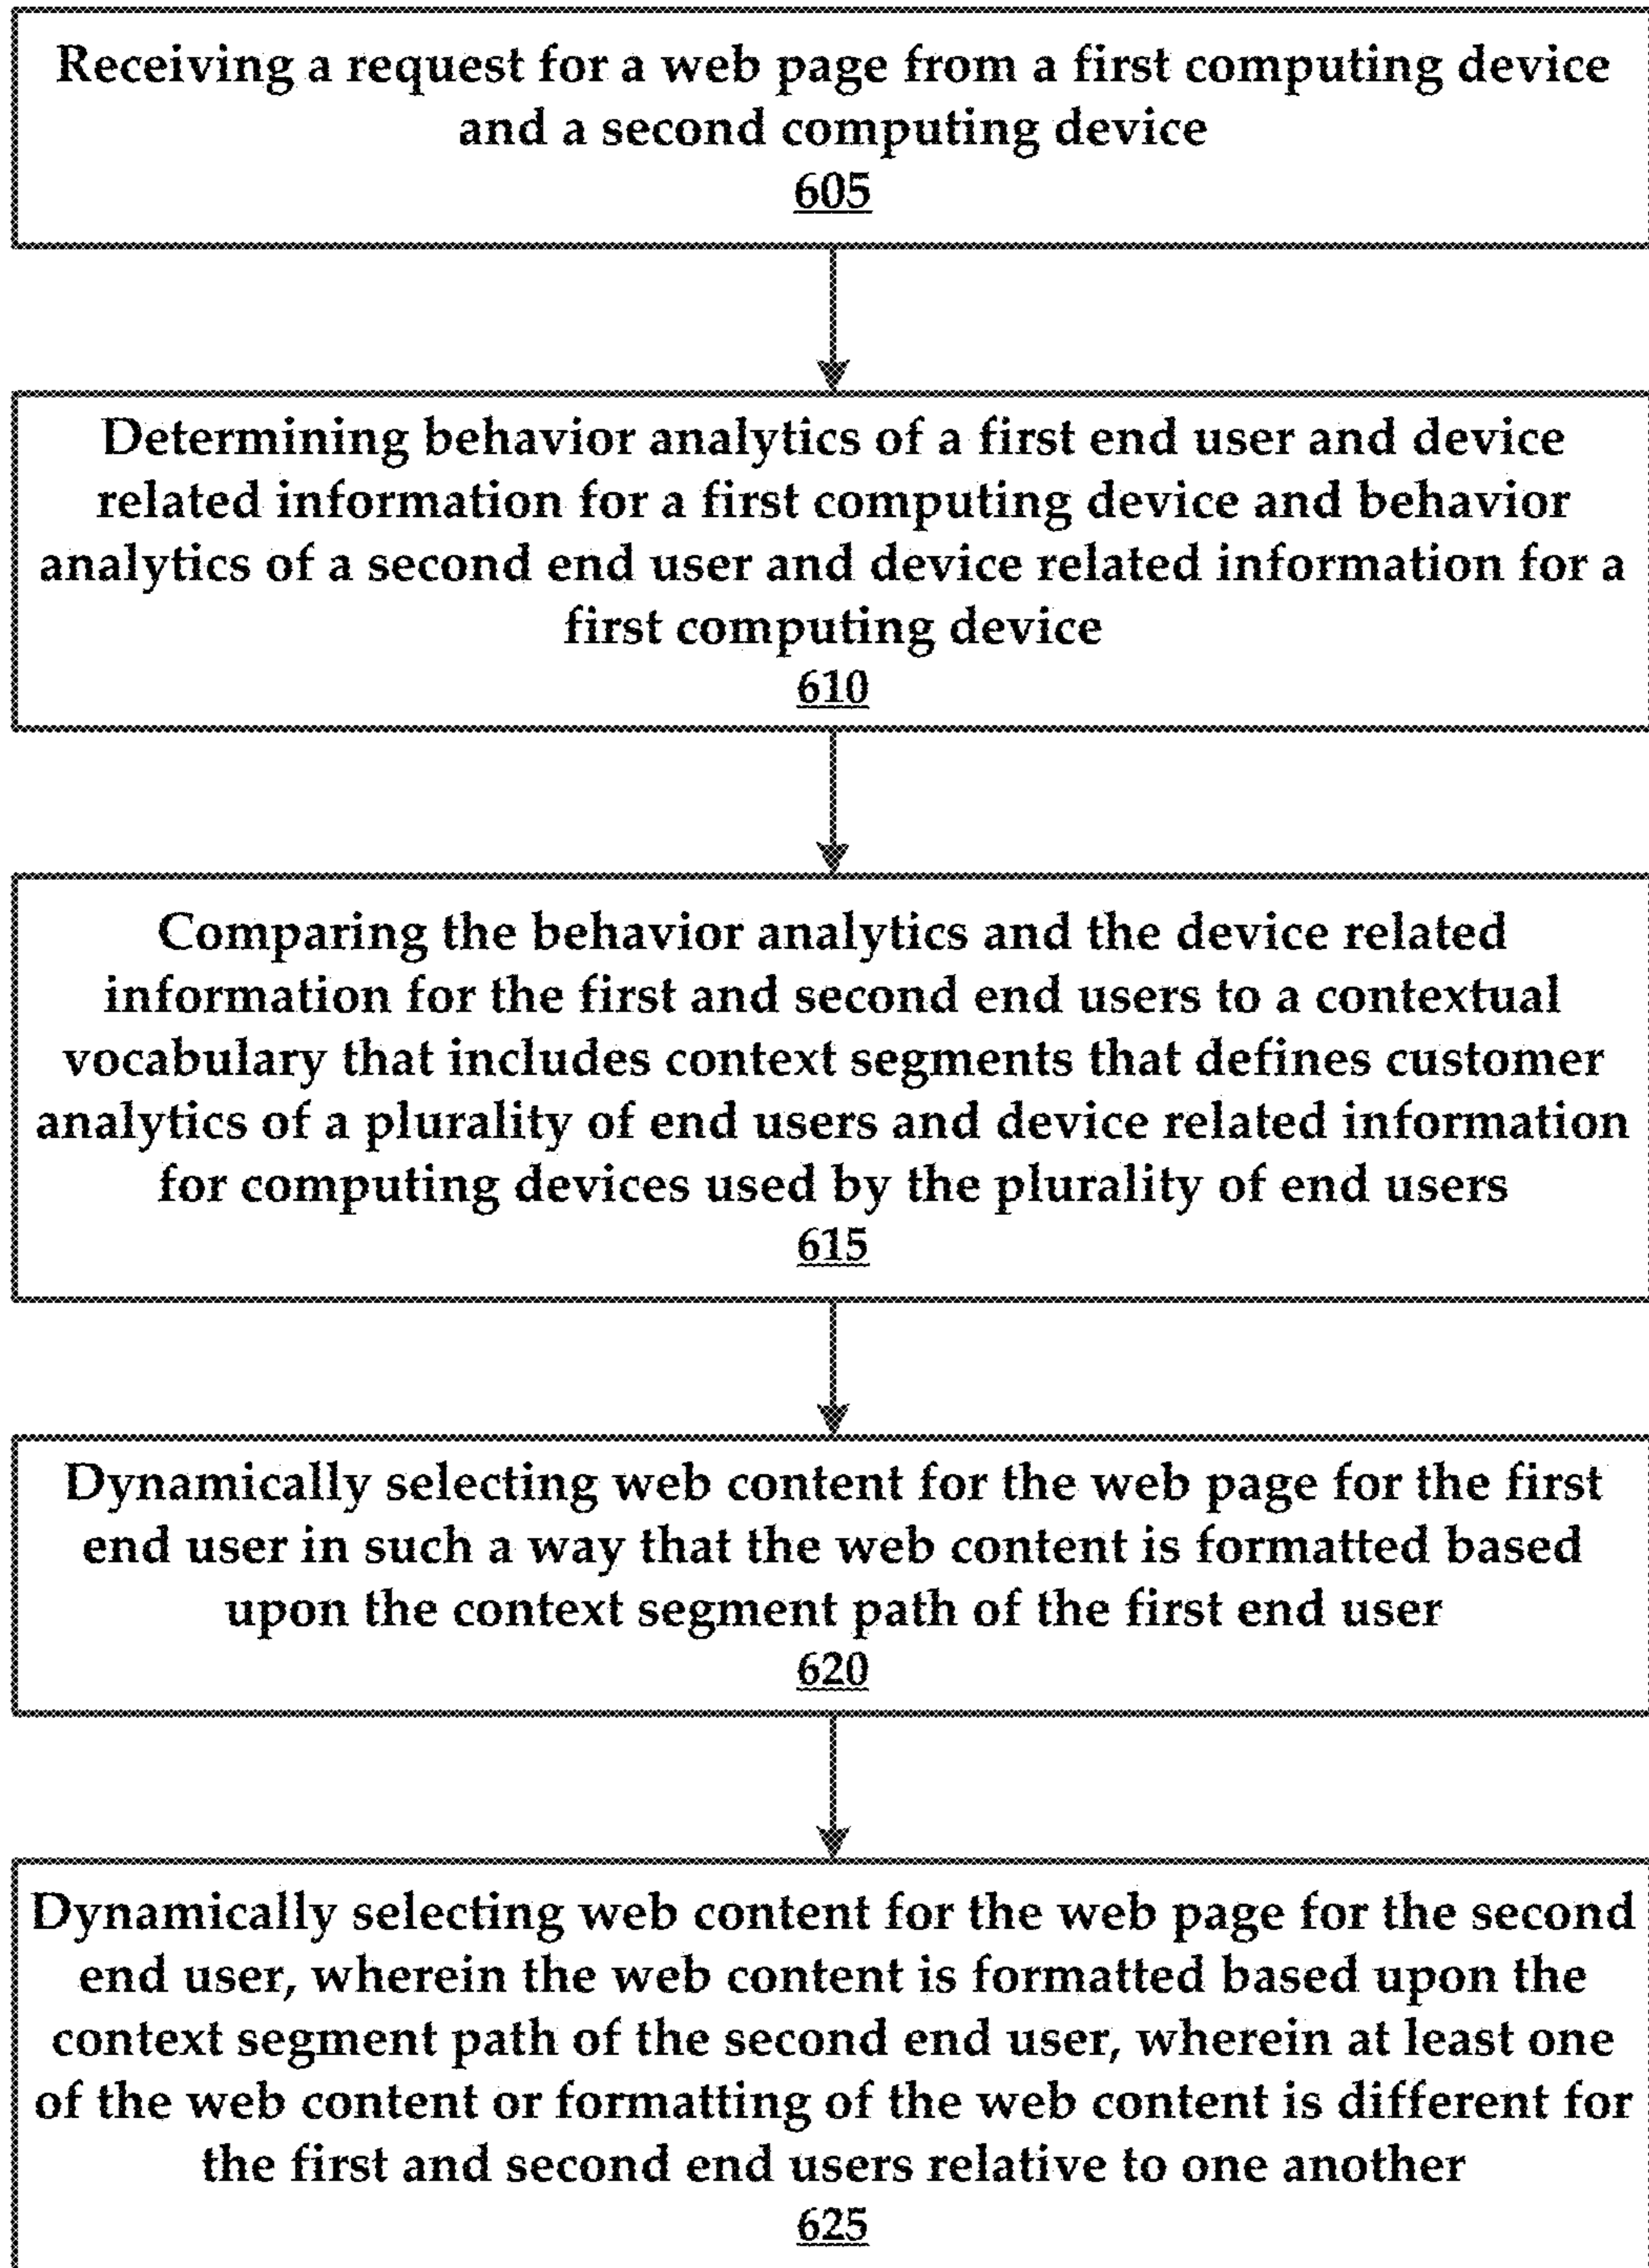 Receiving a request for a web page from a first computing device
and a second computing device
605
Determining behavior analytics of a first end user and device
related information for a first computing device and behavior
analytics of a second end user and device related information for a
first computing device
610
Comparing the behavior analytics and the device related
information for the first and second end users to a contextual
vocabulary that includes context segments that defines customer
analytics of a plurality of end users and device related information
for computing devices used by the plurality of end users
615
Dynamically selecting web content for the web page for the first
end user in such a way that the web content is formatted based
upon the context segment path of the first end user
620
Dynamically selecting web content for the web page for the second
end user, wherein the web content is formatted based upon the
context segment path of the second end user, wherein at least one
of the web content or formatting of the web content is different for
the first and second end users relative to one another
625